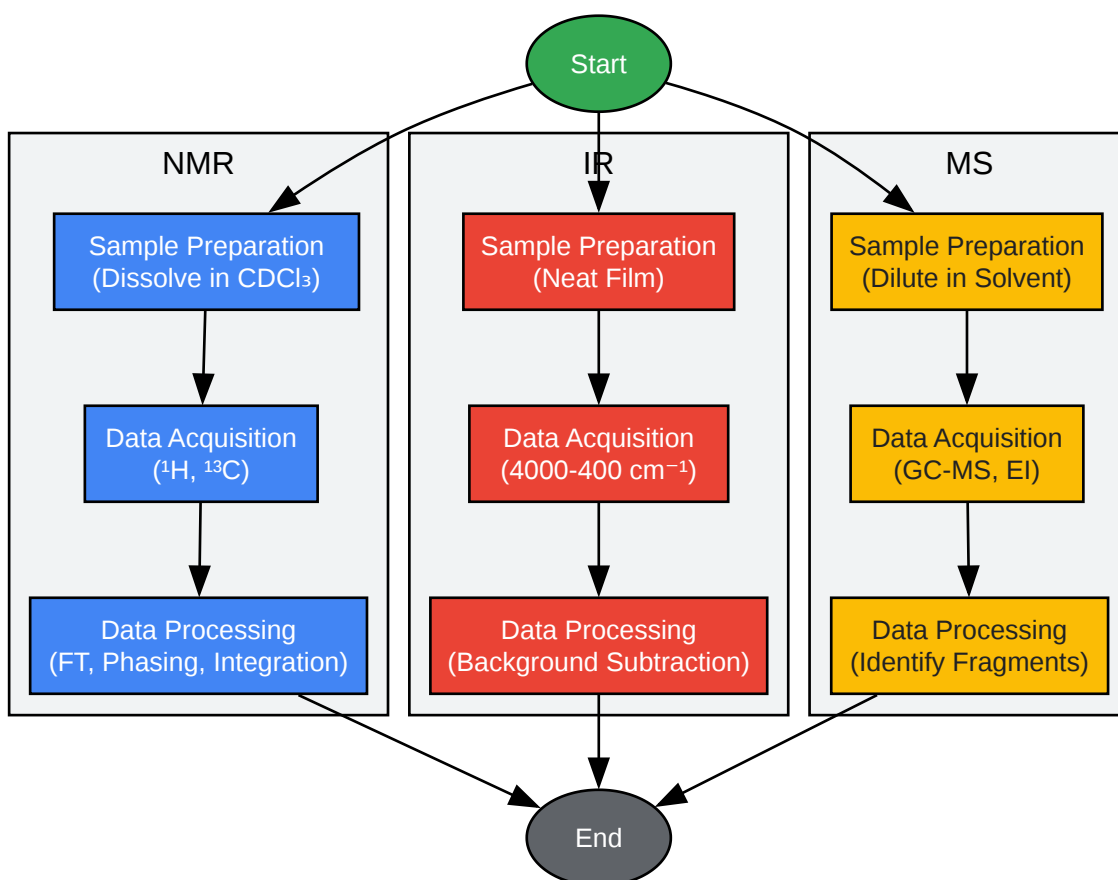 Start
NMR
Sample Preparation
(Dissolve in CDCl₃)
Data Acquisition
(¹H, ¹³C)
Data Processing
(FT, Phasing, Integration)
IR
Sample Preparation
(Neat Film)
Data Acquisition
(4000-400 cm⁻¹)
Data Processing
(Background Subtraction)
MS
Sample Preparation
(Dilute in Solvent)
Data Acquisition
(GC-MS, EI)
Data Processing
(Identify Fragments)
End